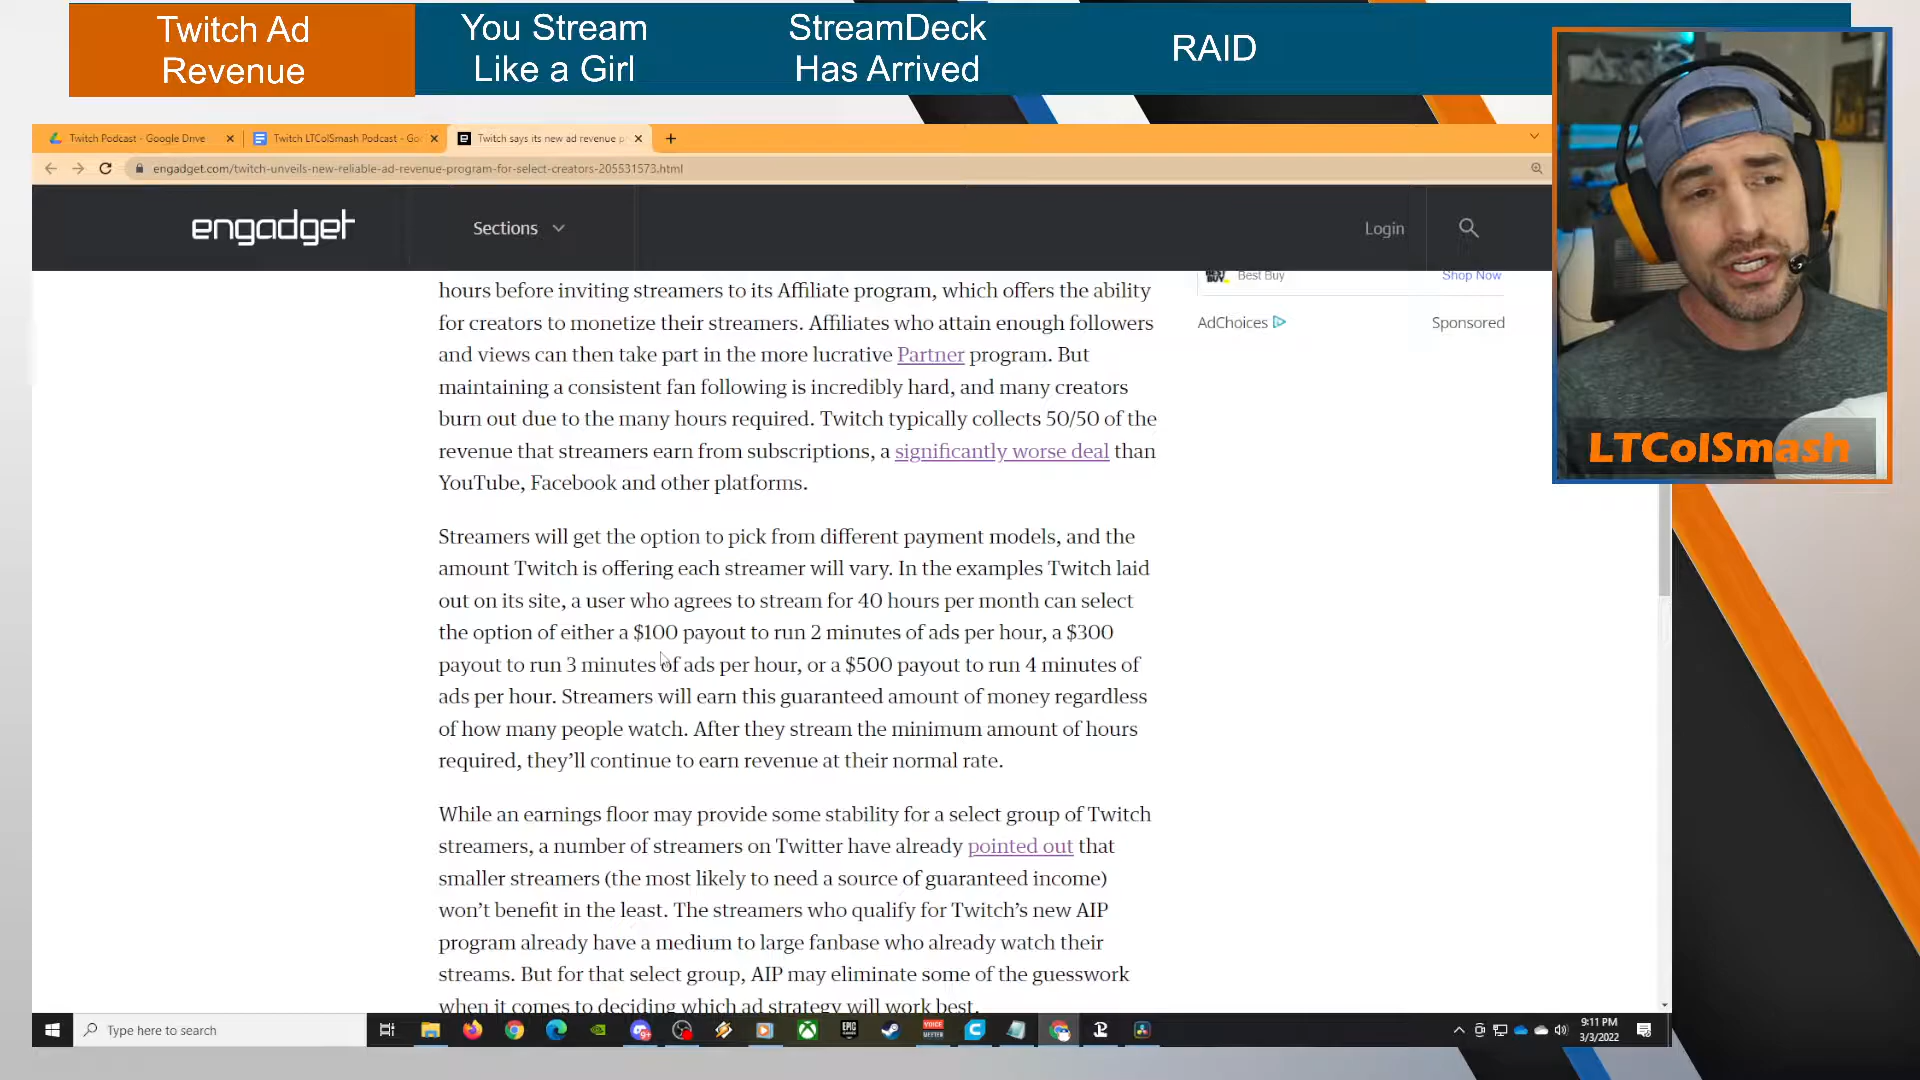 Twitch Ad
Revenue
You Stream
Like a Girl
StreamDeck
Has Arrived
RAID
Twitch Podcast - Google Drive
Twitch LTColSmash Podcast - Go
Twitch says its new ad revenue p
engadget.com/twitch-unveils-new-reliable-ad-revenue-program-for-select-creators-205531573.html
engadget
Sections
Login
Best Buy
Shop Now
AdChoices
Sponsored
LTColSmash
hours before inviting streamers to its Affiliate program, which offers the ability
for creators to monetize their streamers. Affiliates who attain enough followers
and views can then take part in the more lucrative Partner program. But
maintaining a consistent fan following is incredibly hard, and many creators
burn out due to the many hours required. Twitch typically collects 50/50 of the
revenue that streamers earn from subscriptions, a significantly worse deal than
YouTube, Facebook and other platforms.
Streamers will get the option to pick from different payment models, and the
amount Twitch is offering each streamer will vary. In the examples Twitch laid
out on its site, a user who agrees to stream for 40 hours per month can select
the option of either a $100 payout to run 2 minutes of ads per hour, a $300
payout to run 3 minutes of ads per hour, or a $500 payout to run 4 minutes of
ads per hour. Streamers will earn this guaranteed amount of money regardless
of how many people watch. After they stream the minimum amount of hours
required, they’ll continue to earn revenue at their normal rate.
While an earnings floor may provide some stability for a select group of Twitch
streamers, a number of streamers on Twitter have already pointed out that
smaller streamers (the most likely to need a source of guaranteed income)
won’t benefit in the least. The streamers who qualify for Twitch’s new AIP
program already have a medium to large fanbase who already watch their
streams. But for that select group, AIP may eliminate some of the guesswork
when it comes to deciding which ad strategy will work best.
Type here to search
EPIC
9:11 PM
3/3/2022